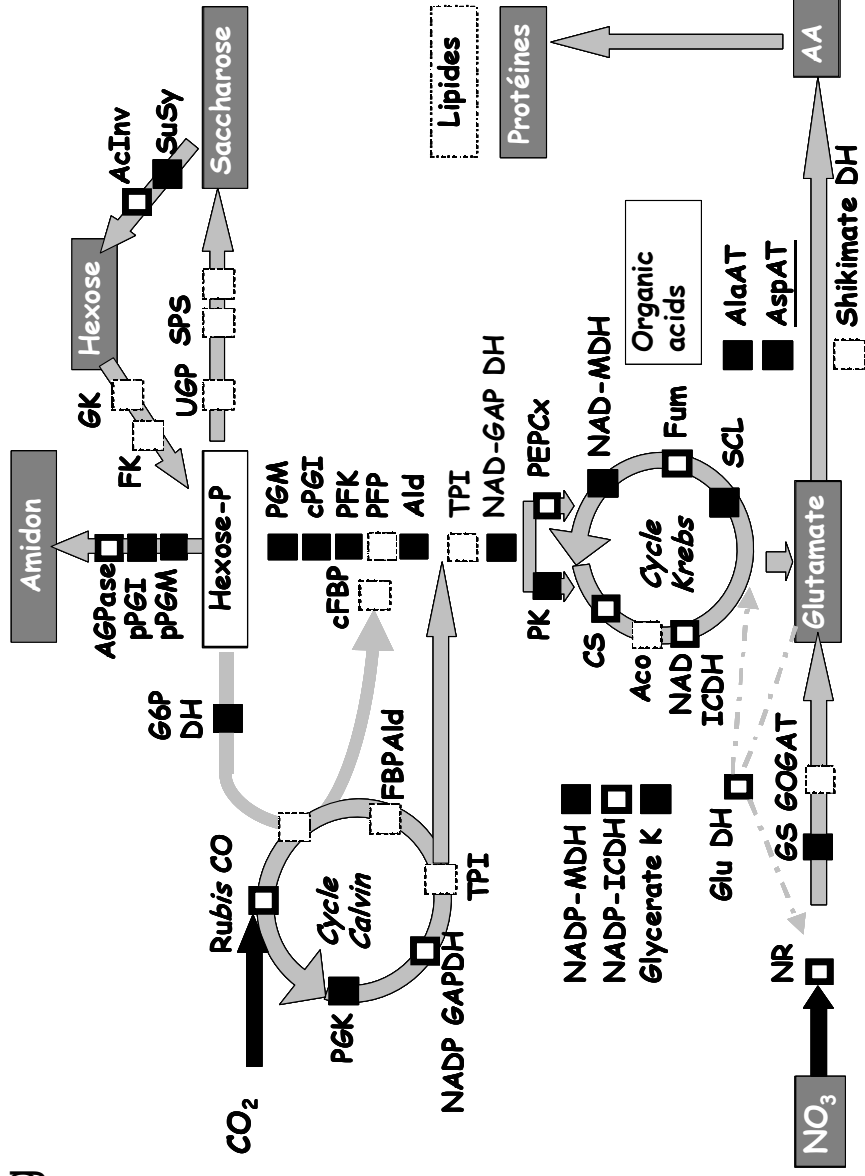 Amidon
Hexose
GK
AcInv
AGPase
FK
SuSy
pPGI
pPGM
G6P
DH
UGP
SPS
Hexose-P
Saccharose
Rubis CO
CO2
PGM
cPGI
cFBP
PFK
PFP
Ald
Cycle
Calvin
PGK
FBPAld
TPI
NADP GAPDH
TPI
NAD-GAP DH
Lipides
Protéines
PK
PEPCx
CS
NAD-MDH
Aco
Cycle
Krebs
NAD
ICDH
Fum
SCL
Organic
acids
NADP-MDH
NADP-ICDH
Glycerate K
Glu DH
AlaAT
AspAT
NR
GS GOGAT
NO3
Glutamate
AA
Shikimate DH